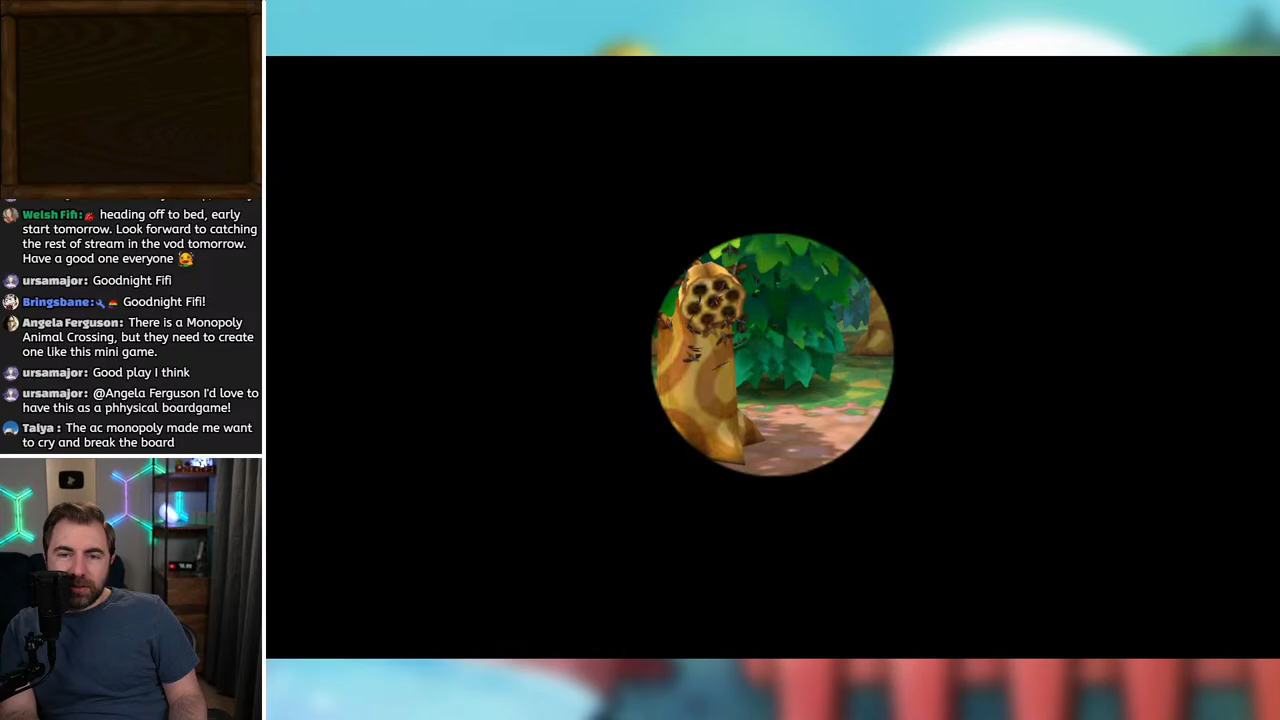 Welsh Fifi: heading off to bed, early
start tomorrow. Look forward to catching
the rest of stream in the vod tomorrow.
Have a good one everyone
ursamajor: Goodnight Fifi
Bringsbane: Goodnight Fifi!
Angela Ferguson: There is a Monopoly
Animal Crossing, but they need to create
one like this mini game.
ursamajor: Good play I think
ursamajor: @Angela Ferguson I'd love to
have this as a phhysical boardgame!
Talya : The ac monopoly made me want
to cry and break the board